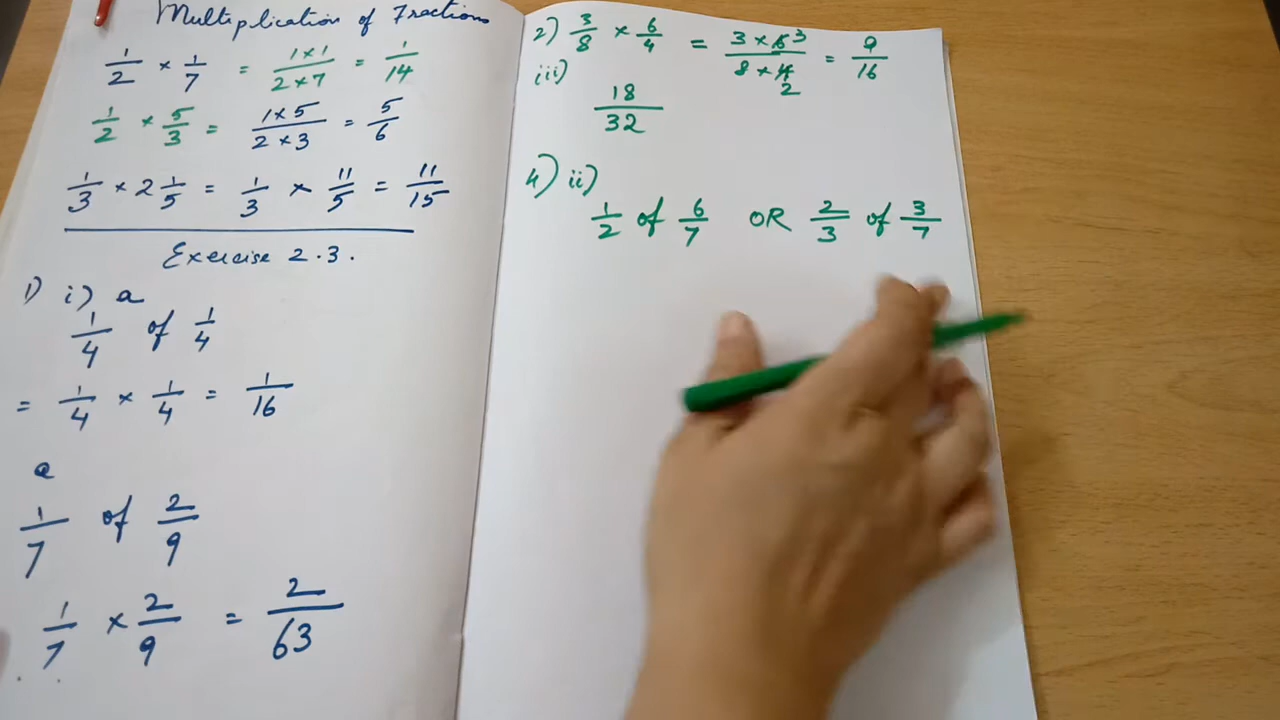 Multiplication of Fractions
1/2 × 1/7 = 1×1/2×7 = 1/14
1/2 × 5/3 = 1×5/2×3 = 5/6
1/3 × 2 1/5 = 1/3 × 11/5 = 11/15
Exercise 2.3.
1) i) a
1/4 of 1/4
= 1/4 × 1/4 = 1/16
a
1/7 of 2/9
1/7 × 2/9 = 2/63
2) 3/8 × 6/4 = 3×6 3/8×4 2 = 9/16
iii)
18/32
4) ii)
1/2 of 6/7 OR 2/3 of 3/7